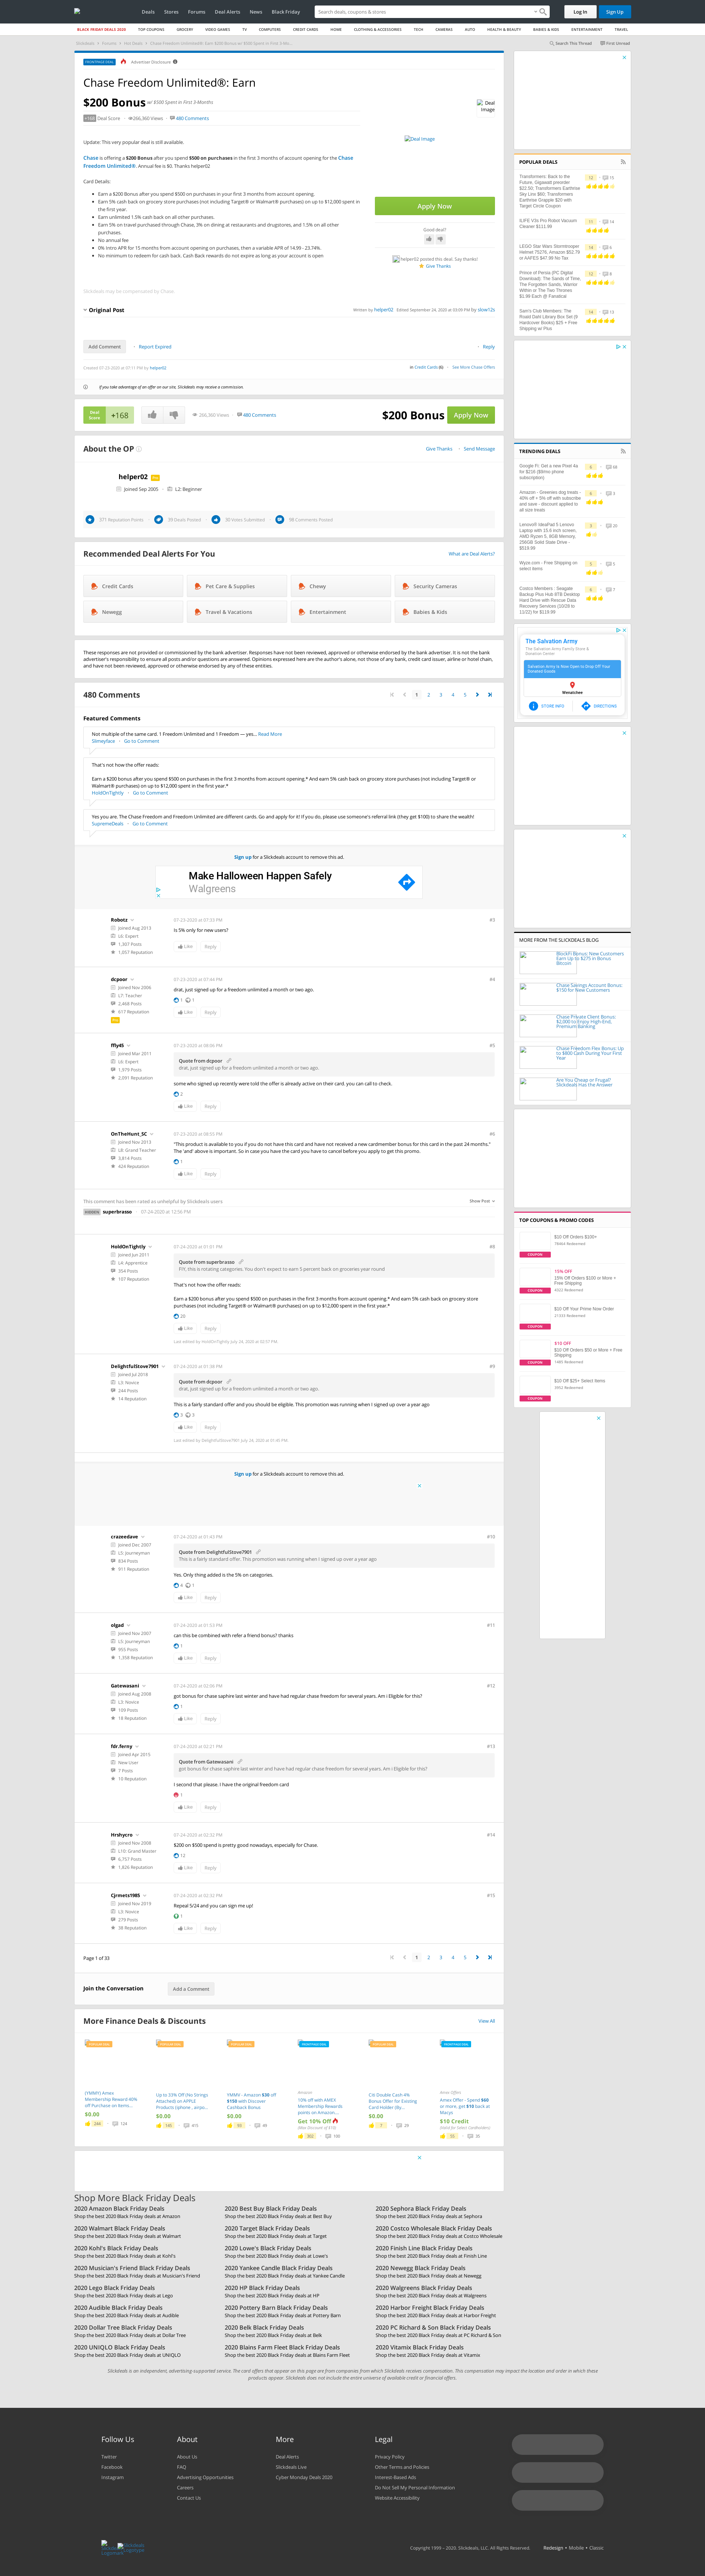 Deals Stores Forums Deal Alerts News Black Friday
Search deals, coupons & stores
Log In Sign Up
BLACK FRIDAY DEALS 2020 TOP COUPONS GROCERY VIDEO GAMES TV COMPUTERS CREDIT CARDS HOME CLOTHING & ACCESSORIES TECH CAMERAS AUTO HEALTH & BEAUTY BABIES & KIDS ENTERTAINMENT TRAVEL
Search This Thread Find Unread
FRONTPAGE DEAL Advertiser Disclosure
Chase Freedom Unlimited®: Earn
$200 Bonus w/ $500 Spent in First 3 Months
+168 Deal Score 266,360 Views 480 Comments
Deal Image
Deal Image
Update: This very popular deal is still available.
Chase is offering a $200 Bonus after you spend $500 on purchases in the first 3 months of account opening for the Chase
Freedom Unlimited®. Annual fee is $0. Thanks helper02
Card Deals:
Earn a $200 Bonus after you spend $500 on purchases in your first 3 months from account opening.
Earn 5% cash back on grocery store purchases (not including Target® or Walmart® purchases) on up to $12,000 spent in
the first year.
Earn unlimited 1.5% cash back on all other purchases.
Earn 5% on travel purchased through Chase, 3% on dining at restaurants and drugstores, and 1.5% on all other
purchases.
No annual fee
0% Intro APR for 15 months from account opening on purchases, then a variable APR of 14.99 - 23.74%.
No minimum to redeem for cash back. Cash Back rewards do not expire as long as your account is open
Apply Now
Good deal?
helper02 posted this deal. Say thanks!
Give Thanks
Slickdeals may be compensated by Chase.
Original Post
Written by helper02 Edited September 24, 2020 at 03:09 PM by slow12s
Add Comment Report Expired Reply
Created 07-23-2020 at 07:11 PM by helper02
Credit Cards (6) See More Chase Offers
If you take advantage of an offer on our site, Slickdeals may receive a commission.
Deal Score +168 266,360 Views 480 Comments $200 Bonus Apply Now
About the OP Give Thanks Send Message
helper02
Joined Sep 2005 L2: Beginner
371 Reputation Points 39 Deals Posted 30 Votes Submitted 59 Comments Posted
Recommended Deal Alerts For You What are Deal Alerts?
Credit Cards Pet Care & Supplies Chewy Security Cameras
Newegg Travel & Vacations Entertainment Babies & Kids
These responses are not provided or commissioned by the bank advertiser. Responses have not been reviewed, approved or otherwise endorsed by the bank advertiser. It is not the bank
advertiser's responsibility to ensure all posts and/or questions are answered. Opinions expressed here are author's alone, not those of any bank, credit card issuer, airline or hotel chain,
and have not been reviewed, approved or otherwise endorsed by any of these entities.
480 Comments 1 2 3 4 5
Featured Comments
Not multiple of the same card, 1 Freedom Unlimited and 1 Freedom — yes... Read More
Slimeyface Go to Comment
That's not how the offer reads:
Earn a $200 bonus after you spend $500 on purchases in the first 3 months from account opening.* And earn 5% cash back on grocery store purchases (not including Target® or
Walmart® purchases) on up to $12,000 spent in the first year.*
HoldOnTightly Go to Comment
Yes you are. The Chase Freedom and Freedom Unlimited are different cards. Go and apply for it! If you do, please use someone's referral link (they get $100) to share the wealth!
SupremeDeals Go to Comment
Sign up for a Slickdeals account to remove this ad.
Make Halloween Happen Safely
Walgreens
Robotz
Joined Aug 2013
L6: Expert
1,307 Posts
1,057 Reputation
07-23-2020 at 07:33 PM #3
Is 5% only for new users?
Like Reply
dcpoor
Joined Nov 2006
L7: Teacher
2,468 Posts
617 Reputation
Pro
07-23-2020 at 07:44 PM #4
drat, just signed up for a freedom unlimited a month or two ago.
1 1
Like Reply
ffly45
Joined Mar 2011
L6: Expert
1,979 Posts
2,091 Reputation
07-23-2020 at 08:06 PM #5
Quote from dcpoor
drat, just signed up for a freedom unlimited a month or two ago.
some who signed up recently were told the offer is already active on their card. you can call to check.
2
Like Reply
OnTheHunt_SC
Joined Nov 2013
L8: Grand Teacher
3,814 Posts
424 Reputation
07-23-2020 at 08:53 PM #6
"This product is available to you if you do not have this card and have not received a new cardmember bonus for this card in the past 24 months."
The 'and' above is important. So in case you have the card you have to cancel before you apply to get this promo.
1
Like Reply
This comment has been rated as unhelpful by Slickdeals users Show Post
HIDDEN superbrasso 07-24-2020 at 12:56 PM
HoldOnTightly
Joined Jun 2011
L4: Apprentice
354 Posts
107 Reputation
07-24-2020 at 01:01 PM #8
Quote from superbrasso
FYI, this is rotating categories. You don't expect to earn 5 percent back on groceries year round
That's not how the offer reads:
Earn a $200 bonus after you spend $500 on purchases in the first 3 months from account opening.* And earn 5% cash back on grocery store
purchases (not including Target® or Walmart® purchases) on up to $12,000 spent in the first year.*
20
Like Reply
Last edited by HoldOnTightly July 24, 2020 at 02:57 PM.
DelightfulStove7901
Joined Jul 2018
L3: Novice
244 Posts
14 Reputation
07-24-2020 at 01:38 PM #9
Quote from dcpoor
drat, just signed up for a freedom unlimited a month or two ago.
This is a fairly standard offer and you should be eligible. This promotion was running when I signed up over a year ago
3 3
Like Reply
Last edited by DelightfulStove7901 July 24, 2020 at 01:45 PM.
Sign up for a Slickdeals account to remove this ad.
crazeedave
Joined Dec 2007
L5: Journeyman
834 Posts
911 Reputation
07-24-2020 at 01:43 PM #10
Quote from DelightfulStove7901
This is a fairly standard offer. This promotion was running when I signed up over a year ago
Yes. Only thing added is the 5% on categories.
4 1
Like Reply
olgad
Joined Nov 2007
L5: Journeyman
955 Posts
1,358 Reputation
07-24-2020 at 01:53 PM #11
can this be combined with refer a friend bonus? thanks
1
Like Reply
Gatewasani
Joined Aug 2008
L3: Novice
169 Posts
18 Reputation
07-24-2020 at 02:06 PM #12
got bonus for chase saphire last winter and have had regular chase freedom for several years. Am i Eligible for this?
1
Like Reply
fdr.ferny
Joined Apr 2015
New User
7 Posts
10 Reputation
07-24-2020 at 02:21 PM #13
Quote from Gatewasani
got bonus for chase saphire last winter and have had regular chase freedom for several years. Am i Eligible for this?
I second that please. I have the original freedom card
1
Like Reply
Hrshycro
Joined Nov 2008
L10: Grand Master
6,757 Posts
1,826 Reputation
07-24-2020 at 02:32 PM #14
$200 on $500 spend is pretty good nowadays, especially for Chase.
12
Like Reply
Cjrmets1985
Joined Nov 2019
L3: Novice
279 Posts
38 Reputation
07-24-2020 at 02:52 PM #15
Repeal 5/24 and you can sign me up!
1
Like Reply
Page 1 of 33 1 2 3 4 5
Join the Conversation Add a Comment
More Finance Deals & Discounts View All
(YMMV) Amex Membership Reward 40% off Purchase on items...
$0.00
Up to 33% Off (No Strings Attached) on APPLE Products (iphone , airpo...
$0.00
YMMV - Amazon $30 off $150 with Discover Cashback Bonus
$0.00
Amazon
10% off with AMEX Membership Rewards points on Amazon...
Get 10% Off
Citi Double Cash 4% Bonus Offer for Existing Card Holder (By...
$0.00
Amex Offers
Amex Offer - Spend $60 or more, get $10 back at Macys
$10 Credit
Shop More Black Friday Deals
2020 Amazon Black Friday Deals 2020 Best Buy Black Friday Deals 2020 Sephora Black Friday Deals
Shop the best 2020 Black Friday deals at Amazon Shop the best 2020 Black Friday deals at Best Buy Shop the best 2020 Black Friday deals at Sephora
2020 Walmart Black Friday Deals 2020 Target Black Friday Deals 2020 Costco Wholesale Black Friday Deals
Shop the best 2020 Black Friday deals at Walmart Shop the best 2020 Black Friday deals at Target Shop the best 2020 Black Friday deals at Costco Wholesale
2020 Kohl's Black Friday Deals 2020 Lowe's Black Friday Deals 2020 Finish Line Black Friday Deals
Shop the best 2020 Black Friday deals at Kohl's Shop the best 2020 Black Friday deals at Lowe's Shop the best 2020 Black Friday deals at Finish Line
2020 Musician's Friend Black Friday Deals 2020 Yankee Candle Black Friday Deals 2020 Newegg Black Friday Deals
Shop the best 2020 Black Friday deals at Musician's Friend Shop the best 2020 Black Friday deals at Yankee Candle Shop the best 2020 Black Friday deals at Newegg
2020 Lego Black Friday Deals 2020 HP Black Friday Deals 2020 Walgreens Black Friday Deals
Shop the best 2020 Black Friday deals at Lego Shop the best 2020 Black Friday deals at HP Shop the best 2020 Black Friday deals at Walgreens
2020 Audible Black Friday Deals 2020 Pottery Barn Black Friday Deals 2020 Harbor Freight Black Friday Deals
Shop the best 2020 Black Friday deals at Audible Shop the best 2020 Black Friday deals at Pottery Barn Shop the best 2020 Black Friday deals at Harbor Freight
2020 Dollar Tree Black Friday Deals 2020 Belk Black Friday Deals 2020 PC Richard & Son Black Friday Deals
Shop the best 2020 Black Friday deals at Dollar Tree Shop the best 2020 Black Friday deals at Belk Shop the best 2020 Black Friday deals at PC Richard & Son
2020 UNIQLO Black Friday Deals 2020 Blains Farm Fleet Black Friday Deals 2020 Vitamix Black Friday Deals
Shop the best 2020 Black Friday deals at UNIQLO Shop the best 2020 Black Friday deals at Blains Farm Fleet Shop the best 2020 Black Friday deals at Vitamix
Slickdeals is an independent, advertising-supported service. The card offers that appear on this page are from companies from which Slickdeals receives compensation. This compensation may impact the location and order in which these
products appear. Slickdeals does not include the entire universe of available credit or financial offers.
POPULAR DEALS
Transformers: Back to the Future, Gigawatt preorder $31.50; Transformers Earthrise Sky Linx $60; Transformers Earthrise Grapple $20 with Target Circle Coupon
ILIFE V3s Pro Robot Vacuum Cleaner $111.99
LEGO Star Wars Stormtrooper Helmet 75276, Amazon $52.78 or AAFES $47.99 No Tax
Prince of Persia (PC Digital Download), The Sands of Time, The Forgotten Sands, Warrior Within or The Two Thrones $1.99 Each @ Fanatical
Sam's Club Members: The Roald Dahl Library Box Set (9 Hardcover Books) $25 + Free Shipping w/ Plus
TRENDING DEALS
Google Fi: Get a new Pixel 4a for $216 ($9/mo phone subscription)
Amazon - Greenies dog treats - 40% off + 5% off with subscribe and save - discount applied to all size treats
Lenovo® IdeaPad 5 Lenovo Laptop with 15.6 inch screen, AMD Ryzen 5, 8GB Memory, 256GB Solid State Drive - $519.99
Wyze.com - Free Shipping on select items
Costco Members : Seagate Backup Plus Hub 8TB Desktop Hard Drive with Rescue Data Recovery Services (10/28 to 11/22) for $119.99
The Salvation Army
The Salvation Army Family Store & Donation Center
Salvation Army Is Now Open to Drop Off Your Donated Goods
Wenatchee
STORE INFO DIRECTIONS
MORE FROM THE SLICKDEALS BLOG
BlockFi Bonus: New Customers Earn Up to $275 in Bonus Bitcoin
Chase Savings Account Bonus: $150 for New Customers
Chase Private Client Bonus: $2,000 to Enjoy High-End, Premium Banking
Chase Freedom Flex Bonus: Up to $800 Cash During Your First Year
Are You Cheap or Frugal? Slickdeals Has the Answer
TOP COUPONS & PROMO CODES
$10 Off Orders $100+
COUPON
15% OFF
15% Off Orders $100 or More + Free Shipping
COUPON
$10 Off Your Prime Now Order
COUPON
$10 OFF
$10 Off Orders $50 or More + Free Shipping
COUPON
$10 Off $25+ Select Items
COUPON
Follow Us About More Legal
Twitter About Us Deal Alerts Privacy Policy
Facebook FAQ Slickdeals Live Other Terms and Policies
Instagram Advertising Opportunities Cyber Monday Deals 2020 Interest-Based Ads
Careers Do Not Sell My Personal Information
Contact Us Website Accessibility
Copyright 1999 - 2020. Slickdeals, LLC. All Rights Reserved. Redesign • Mobile • Classic